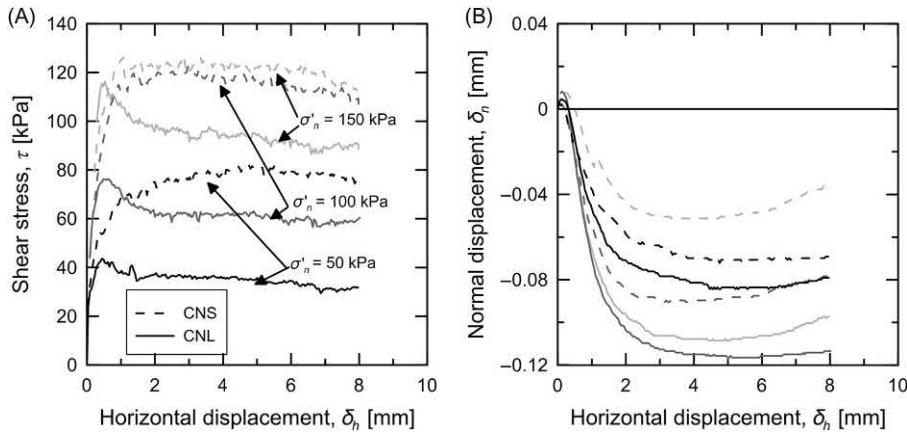 (A)
Shear stress, τ [kPa]
140
120
100
80
60
40
20
0
σ'n = 150 kPa
σ'n = 100 kPa
σ'n = 50 kPa
CNS
CNL
0 2 4 6 8 10
Horizontal displacement, δh [mm]
(B)
Normal displacement, δn [mm]
0.04
0
−0.04
−0.08
−0.12
0 2 4 6 8 10
Horizontal displacement, δh [mm]